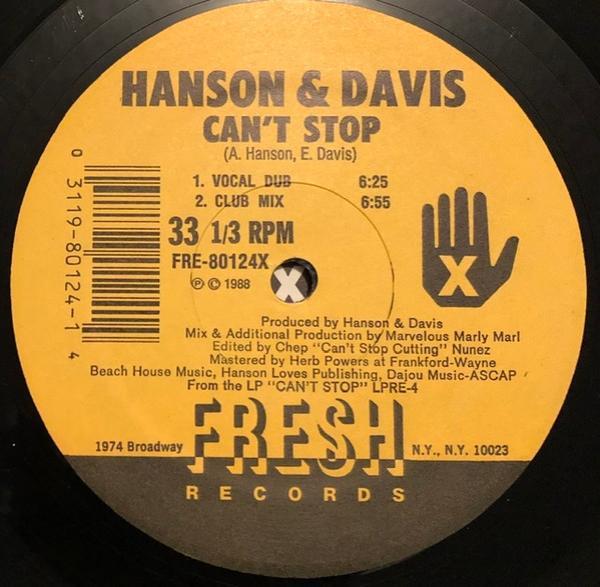 HANSON & DAVIS
CAN'T STOP
(A. Hanson, E. Davis)
1. VOCAL DUB 6:25
2. CLUB MIX 6:55
33 1/3 RPM
FRE-80124X
℗ © 1988
X
X
0 3119-80124-1 4
Produced by Hanson & Davis
Mix & Additional Production by Marvelous Marly Marl
Edited by Chep "Can't Stop Cutting" Nunez
Mastered by Herb Powers at Frankford-Wayne
Beach House Music, Hanson Loves Publishing, Dajou Music-ASCAP
From the LP "CAN'T STOP" LPRE-4
1974 Broadway FRESH N.Y., N.Y. 10023
RECORDS